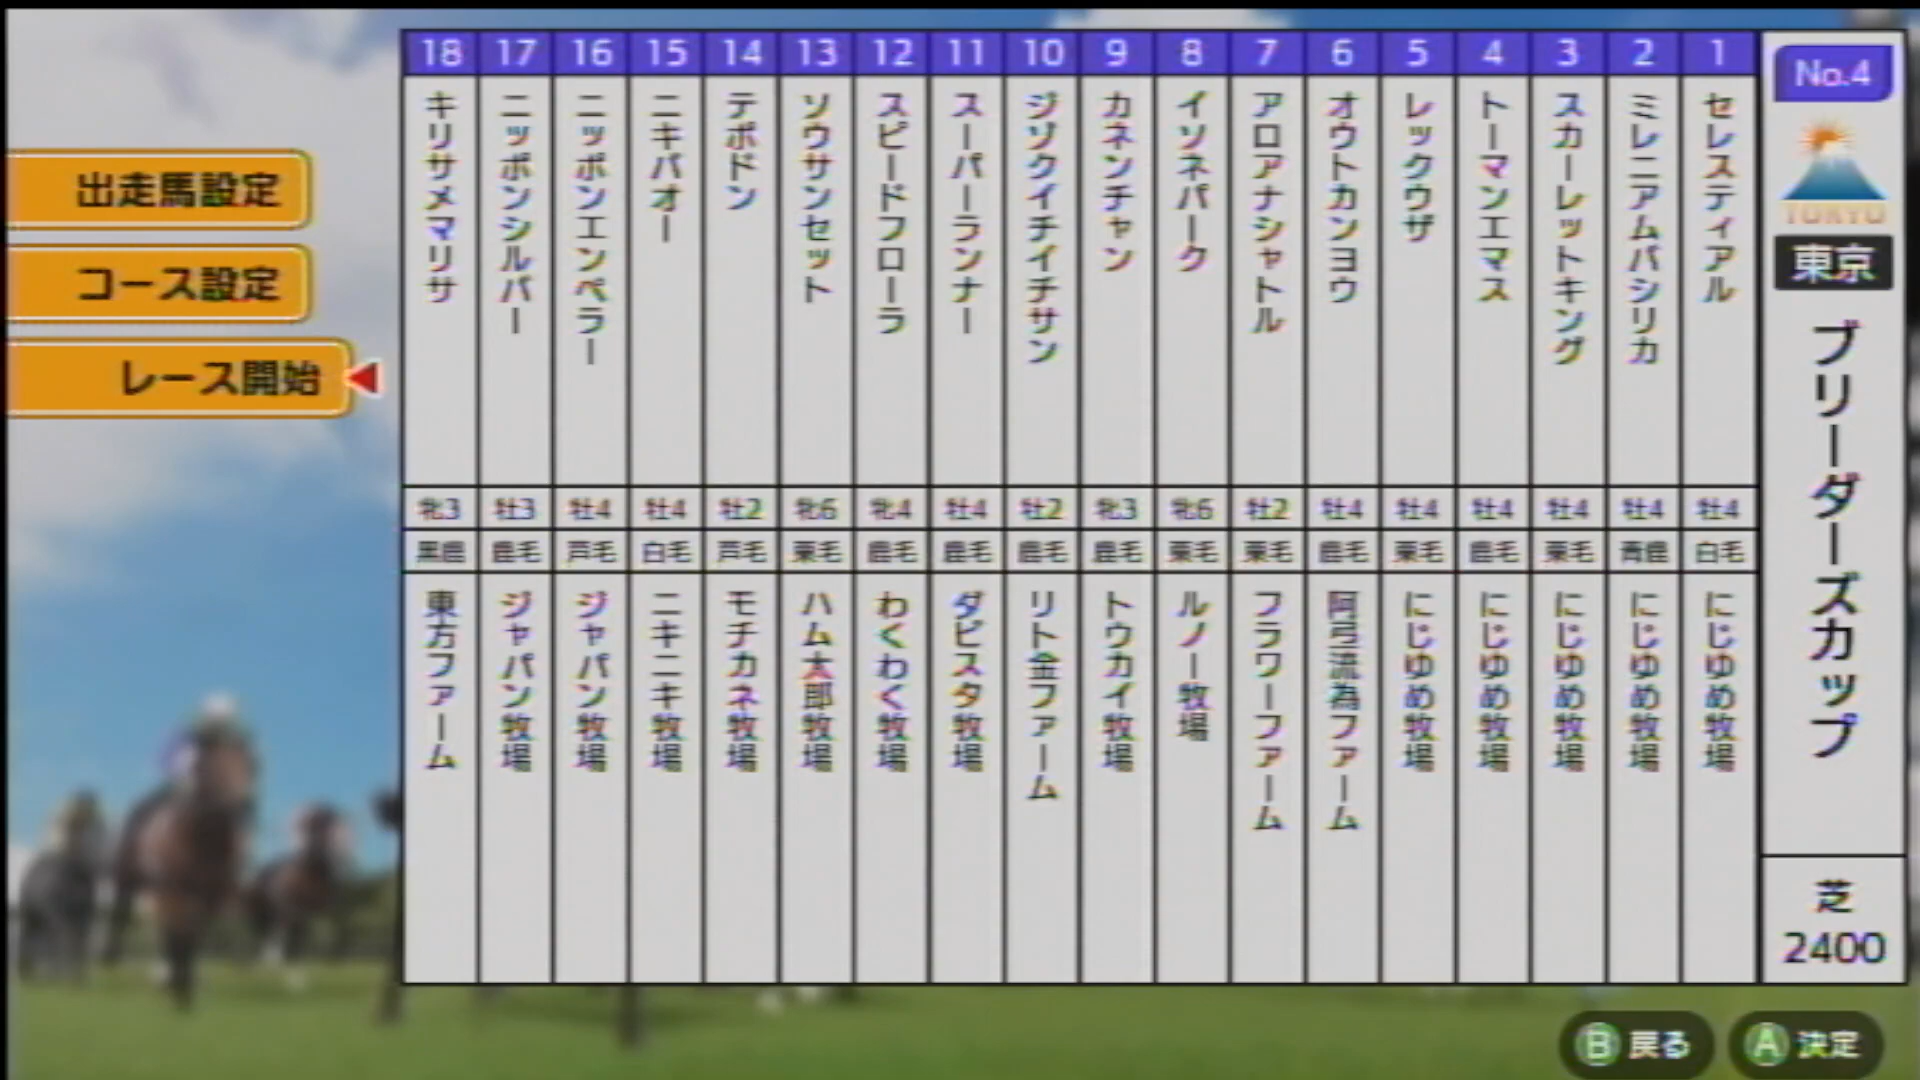 No.4
TOKYO
東京
ブリーダーズカップ
芝
2400
1
セレスティアル
牡4
白毛
にじゆめ牧場
2
ミレニアムバシリカ
牡4
青鹿
にじゆめ牧場
3
スカーレットキング
牡4
栗毛
にじゆめ牧場
4
トーマンエマス
牡4
鹿毛
にじゆめ牧場
5
レックウザ
牡4
栗毛
にじゆめ牧場
6
オウトカンヨウ
牡4
鹿毛
阿弖流為ファーム
7
アロアナシャトル
牡2
栗毛
フラワーファーム
8
イソネパーク
牝6
栗毛
ルノー牧場
9
カネンチャン
牝3
鹿毛
トウカイ牧場
10
ジゾクイチイチサン
牡2
鹿毛
リト金ファーム
11
スーパーランナー
牡4
鹿毛
ダビスタ牧場
12
スピードフローラ
牝4
鹿毛
わくわく牧場
13
ソウサンセット
牝6
栗毛
ハム太郎牧場
14
テポドン
牡2
芦毛
モチカネ牧場
15
ニキバオー
牡4
白毛
ニキニキ牧場
16
ニッポンエンペラー
牡4
芦毛
ジャパン牧場
17
ニッポンシルバー
牡3
鹿毛
ジャパン牧場
18
キリサメマリサ
牝3
黒鹿
東方ファーム
出走馬設定
コース設定
レース開始
B 戻る
A 決定